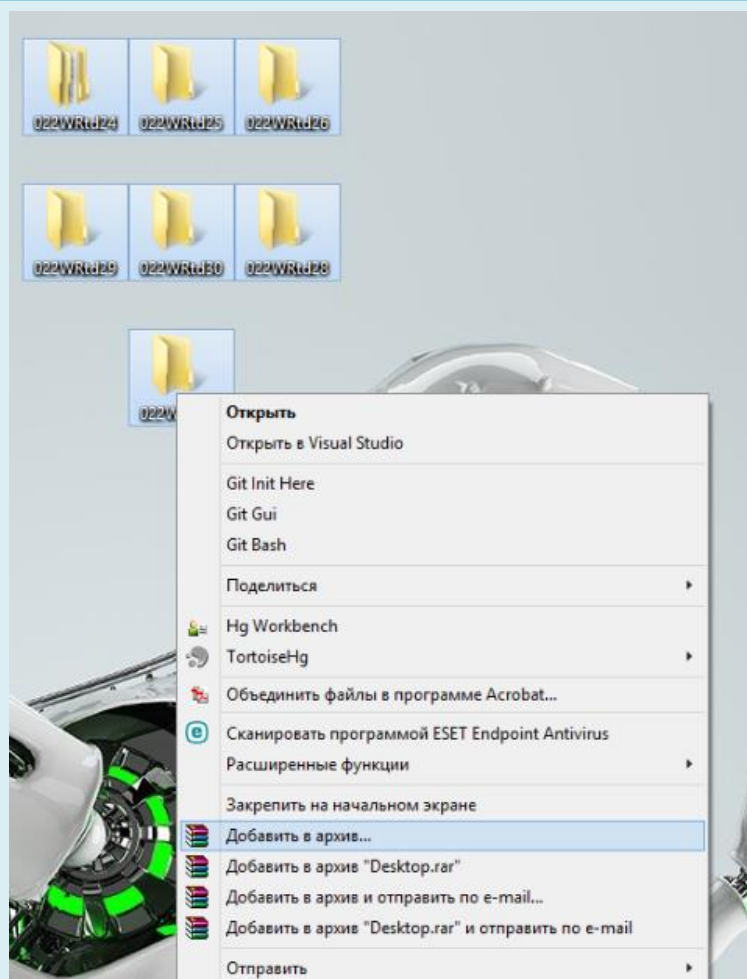 022WRtd24 022WRtd25 022WRtd26
022WRtd29 022WRtd30 022WRtd28
Открыть
Открыть в Visual Studio
Git Init Here
Git Gui
Git Bash
Поделиться
Hg Workbench
TortoiseHg
Объединить файлы в программе Acrobat...
Сканировать программой ESET Endpoint Antivirus
Расширенные функции
Закрепить на начальном экране
Добавить в архив...
Добавить в архив "Desktop.rar"
Добавить в архив и отправить по e-mail...
Добавить в архив "Desktop.rar" и отправить по e-mail
Отправить